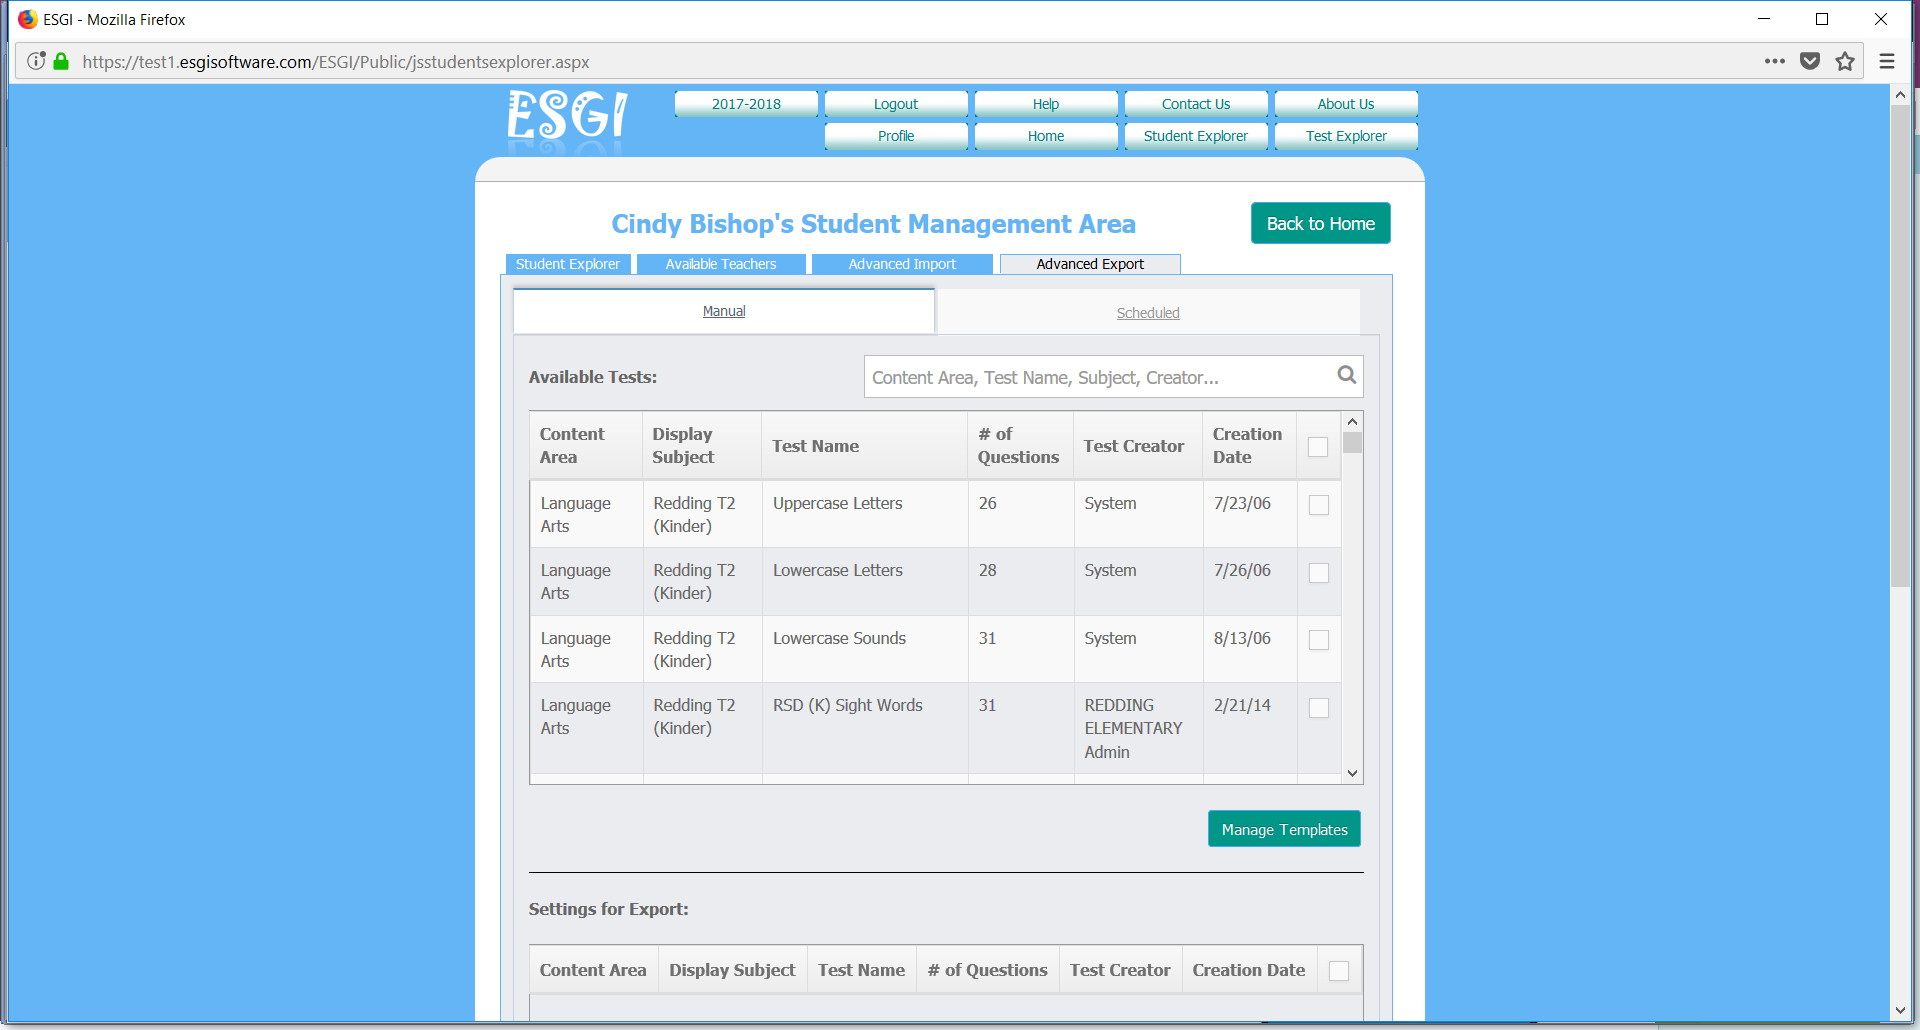 ESGI - Mozilla Firefox
https://test1.esgisoftware.com/ESGI/Public/jsstudentsexplorer.aspx
ESGI
2017-2018 Logout Help Contact Us About Us
Profile Home Student Explorer Test Explorer
Cindy Bishop's Student Management Area
Back to Home
Student Explorer Available Teachers Advanced Import Advanced Export
Manual Scheduled
Available Tests:
Content Area, Test Name, Subject, Creator...
Content Area Display Subject Test Name # of Questions Test Creator Creation Date
Language Arts Redding T2 (Kinder) Uppercase Letters 26 System 7/23/06
Language Arts Redding T2 (Kinder) Lowercase Letters 28 System 7/26/06
Language Arts Redding T2 (Kinder) Lowercase Sounds 31 System 8/13/06
Language Arts Redding T2 (Kinder) RSD (K) Sight Words 31 REDDING ELEMENTARY Admin 2/21/14
Manage Templates
Settings for Export:
Content Area Display Subject Test Name # of Questions Test Creator Creation Date